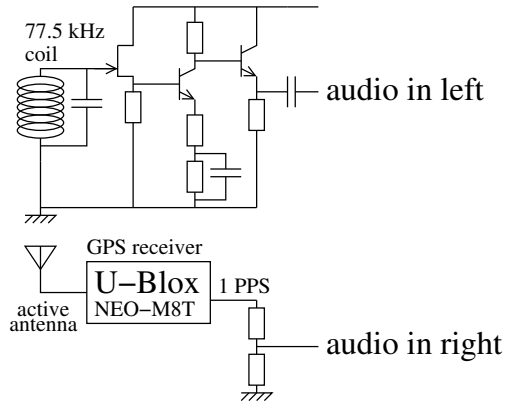 77.5 kHz
coil
audio in left
GPS receiver
U−Blox
NEO−M8T
1 PPS
active
antenna
audio in right